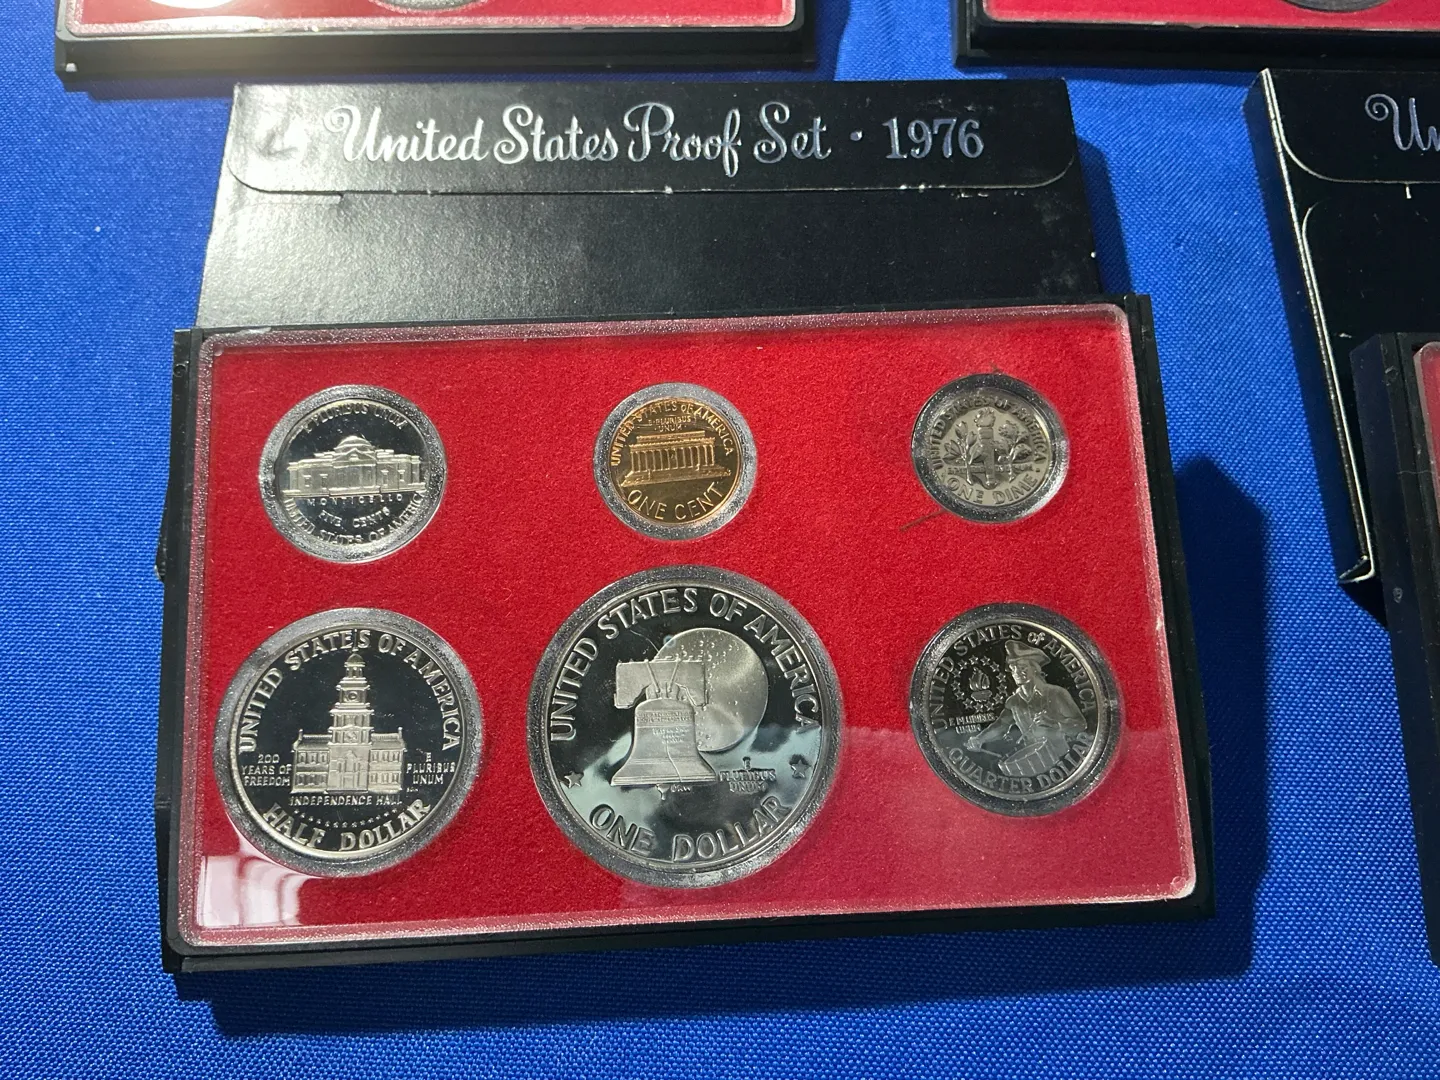 United States Proof Set · 1976
Un
E PLURIBUS UNUM
MONTICELLO
FIVE CENTS
UNITED STATES OF AMERICA
UNITED STATES OF AMERICA
E PLURIBUS
UNUM
ONE CENT
UNITED STATES OF AMERICA
ONE DIME
UNITED STATES OF AMERICA
200
YEARS OF
FREEDOM
E
PLURIBUS
UNUM
INDEPENDENCE HALL
HALF DOLLAR
UNITED STATES OF AMERICA
E
PLURIBUS
UNUM
ONE DOLLAR
UNITED STATES of AMERICA
E PLURIBUS
UNUM
QUARTER DOLLAR